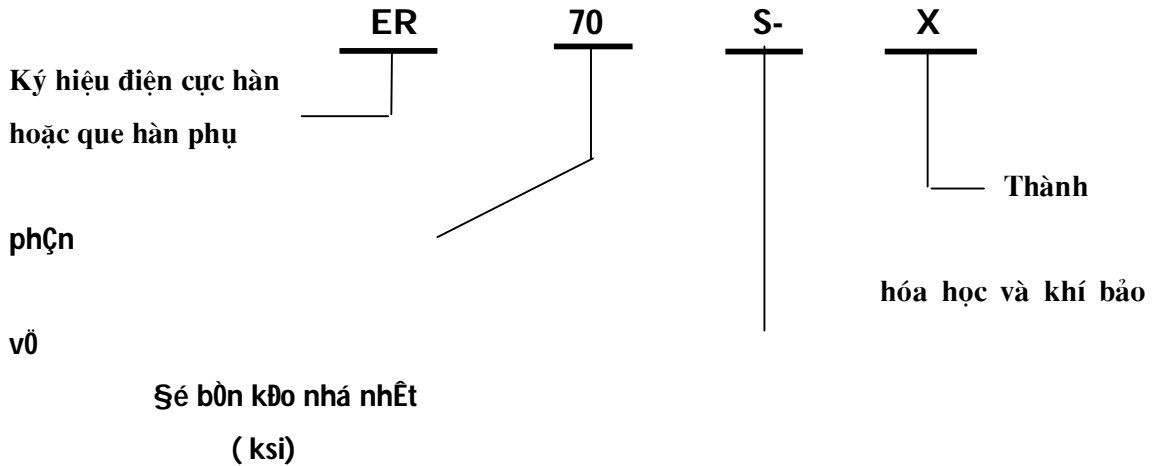 ER 70 S- X
Ký hiệu điện cực hàn
hoặc que hàn phụ
Thành
phÇn
hóa học và khí bảo
vÖ
§é bÒn kÐo nhá nhÊt
( ksi)